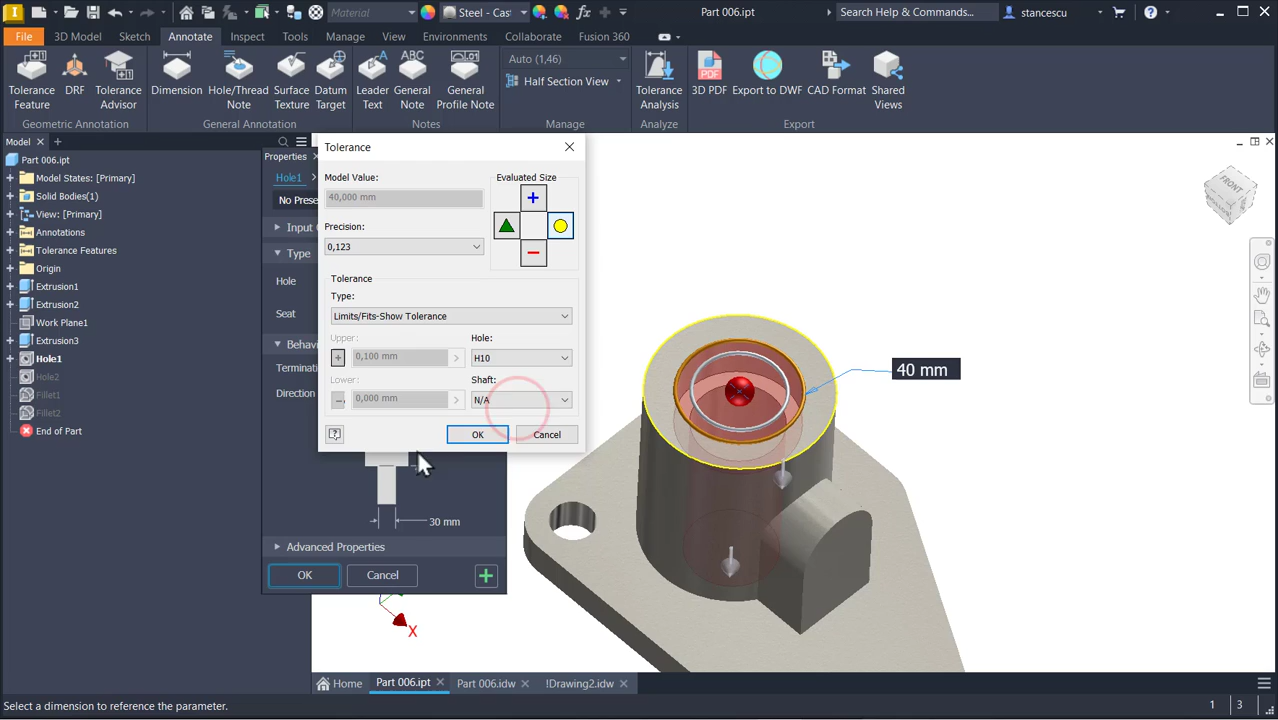 Material
Steel - Cas
Part 006.ipt
Search Help & Commands...
stancescu
File
3D Model
Sketch
Annotate
Inspect
Tools
Manage
View
Environments
Collaborate
Fusion 360
Tolerance
Feature
DRF
Tolerance
Advisor
Dimension
Hole/Thread
Note
Surface
Texture
Datum
Target
Leader
Text
General
Note
General
Profile Note
Auto (1,46)
Half Section View
Tolerance
Analysis
3D PDF
Export to DWF
CAD Format
Shared
Views
Geometric Annotation
General Annotation
Notes
Manage
Analyze
Export
Model
Part 006.ipt
Model States: [Primary]
Solid Bodies(1)
View: [Primary]
Annotations
Tolerance Features
Origin
Extrusion1
Extrusion2
Work Plane1
Extrusion3
Hole1
Hole2
Fillet1
Fillet2
End of Part
Properties
Hole1
No Prese
Input
Type
Hole
Seat
Behavi
Terminati
Direction
30 mm
Advanced Properties
OK
Cancel
Tolerance
Model Value:
40,000 mm
Precision:
0,123
Evaluated Size
Tolerance
Type:
Limits/Fits-Show Tolerance
Upper:
0,100 mm
Hole:
H10
Lower:
0,000 mm
Shaft:
N/A
OK
Cancel
40 mm
FRONT
X
Home
Part 006.ipt
Part 006.idw
!Drawing2.idw
Select a dimension to reference the parameter.
1
3